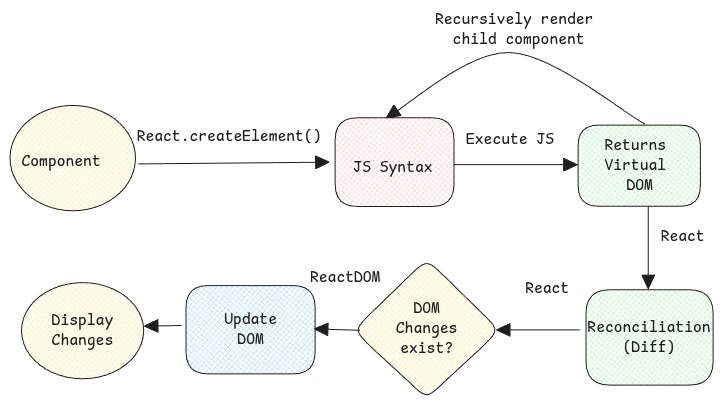 Recursively render
child component
React.createElement()
Component
JS Syntax
Execute JS
Returns
Virtual
DOM
React
Reconciliation
(Diff)
React
DOM
Changes
exist?
ReactDOM
Update
DOM
Display
Changes